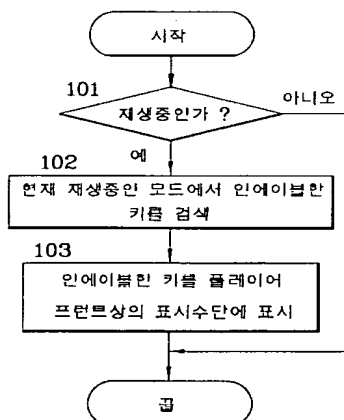 시작
101
재생중인가 ?
아니오
예
102
현재 재생중인 모드에서 인에이블한
키를 검색
103
인에이블한 키를 플레이어
프런트상의 표시수단에 표시
끝